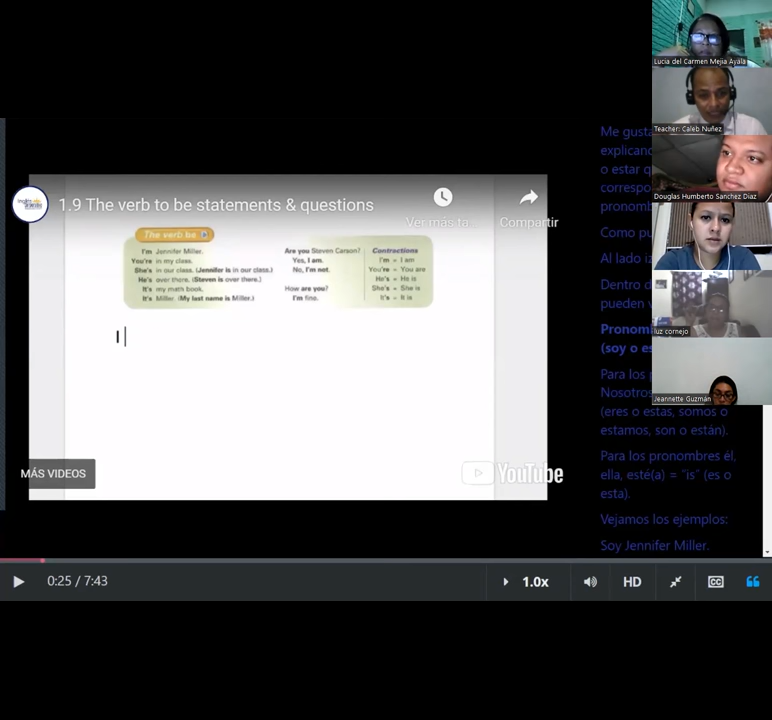 Lucia del Carmen Mejia Ayala
Teacher: Caleb Nuñez
Douglas Humberto Sanchez Diaz
luz cornejo
Jeannette Guzmán
1.9 The verb to be statements & questions
Ver más ta...
Compartir
The verb be
I'm Jennifer Miller.
You're in my class.
She's in our class. (Jennifer is in our class.)
He's over there. (Steven is over there.)
It's my math book.
It's Miller. (My last name is Miller.)
Are you Steven Carson?
Yes, I am.
No, I'm not.
How are you?
I'm fine.
Contractions
I'm = I am
You're = You are
He's = He is
She's = She is
It's = It is
I
MÁS VIDEOS
YouTube
Me gusta
o estar
Como pu
Al lado
Dentro d
pueden
Pronom
(soy o es
Para los
Nosotros
(eres o estas, somos o
estamos, son o están).
Para los pronombres él,
ella, esté(a) = "is" (es o
esta).
Vejamos los ejemplos:
Soy Jennifer Miller.
0:25 / 7:43
1.0x
HD
CC